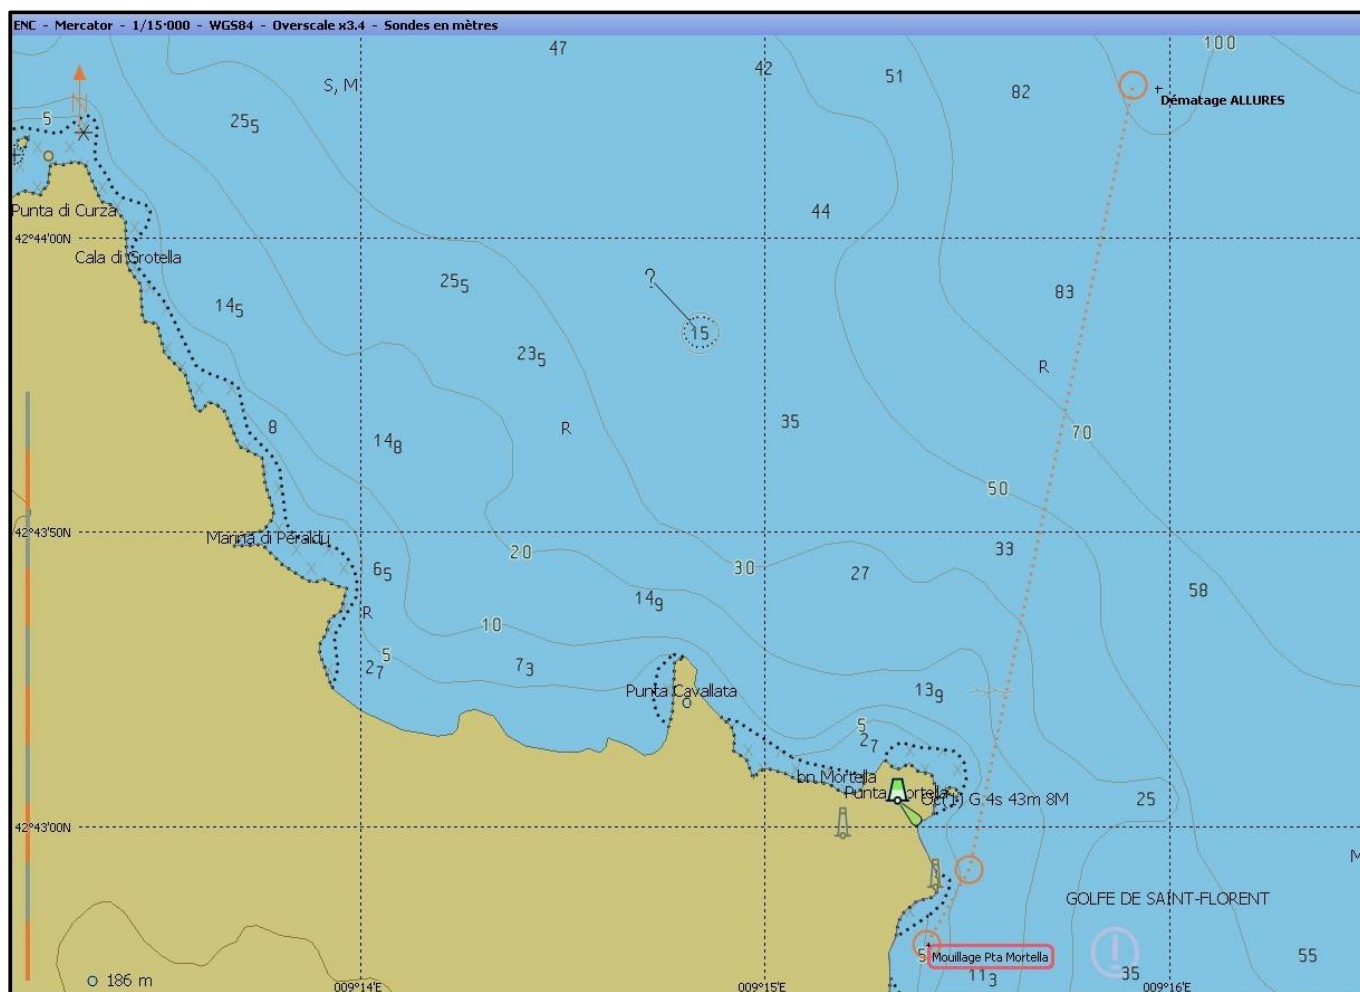 ENC - Mercator - 1/15·000 - WGS84 - Overscale x3.4 - Sondes en mètres
47
100
42
51
S, M
82
Dématage ALLURES
N
5
25₅
Punta di Curza
44
42°44'00N
Cala di Grotella
25₅
?
83
14₅
15
23₅
R
35
8
R
70
14₈
50
42°43'50N
Marina di Peraldu
20
33
30
27
6₅
58
14₉
R
10
5
2₇
7₃
Punta Cavallata
13₉
5
2₇
bn Mortella
Punta Mortella
Oc(1) G 4s 43m 8M
25
42°43'00N
M
GOLFE DE SAINT-FLORENT
5
Mouillage Pta Mortella
55
186 m
11₃
35
009°14'E
009°15'E
009°16'E